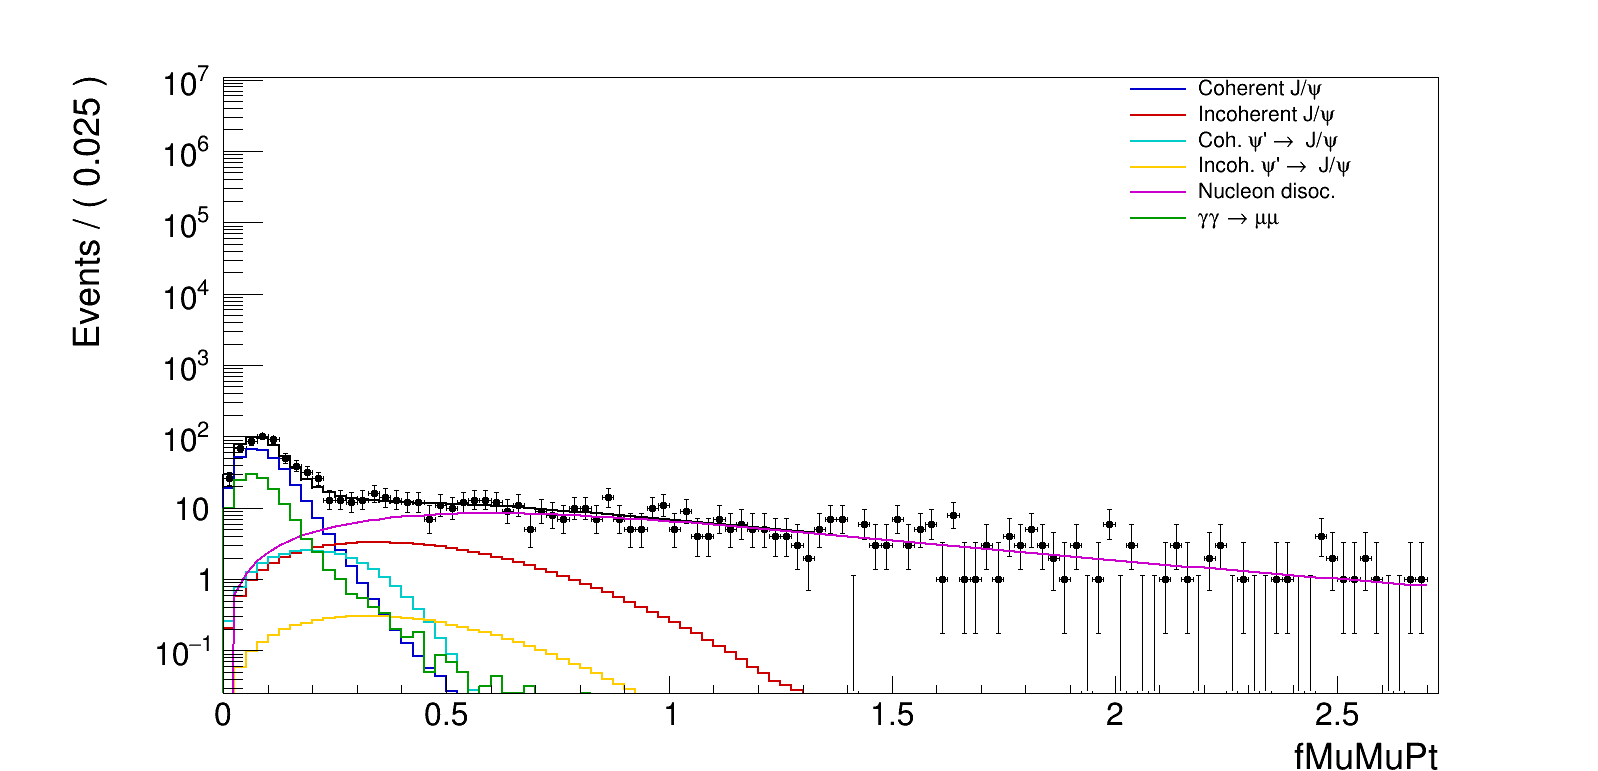 Events / ( 0.025 )
10^7
10^6
10^5
10^4
10^3
10^2
10
1
10^−1
0
0.5
1
1.5
2
2.5
fMuMuPt
Coherent J/ψ
Incoherent J/ψ
Coh. ψ' → J/ψ
Incoh. ψ' → J/ψ
Nucleon disoc.
γγ → μμ